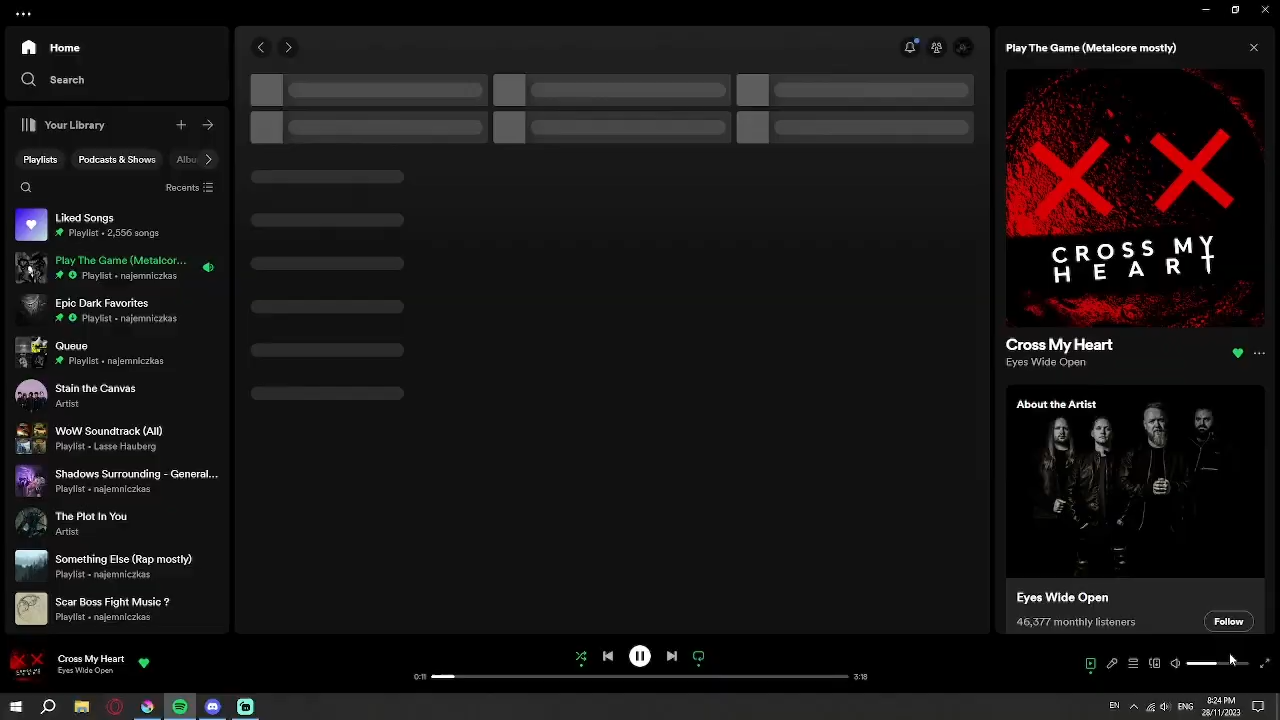 Home
Search
Your Library
Playlists
Podcasts & Shows
Albu
Recents
Liked Songs
Playlist • 2,556 songs
Play The Game (Metalcor...
Playlist • najemniczkas
Epic Dark Favorites
Playlist • najemniczkas
Queue
Playlist • najemniczkas
Stain the Canvas
Artist
WoW Soundtrack (All)
Playlist • Lasse Hauberg
Shadows Surrounding - General...
Playlist • najemniczkas
The Plot In You
Artist
Something Else (Rap mostly)
Playlist • najemniczkas
Scar Boss Fight Music ?
Playlist • najemniczkas
Play The Game (Metalcore mostly)
CROSS MY
HEART
Cross My Heart
Eyes Wide Open
About the Artist
Eyes Wide Open
46,377 monthly listeners
Follow
Cross My Heart
Eyes Wide Open
0:11
3:18
EN
ENG
8:24 PM
28/11/2023